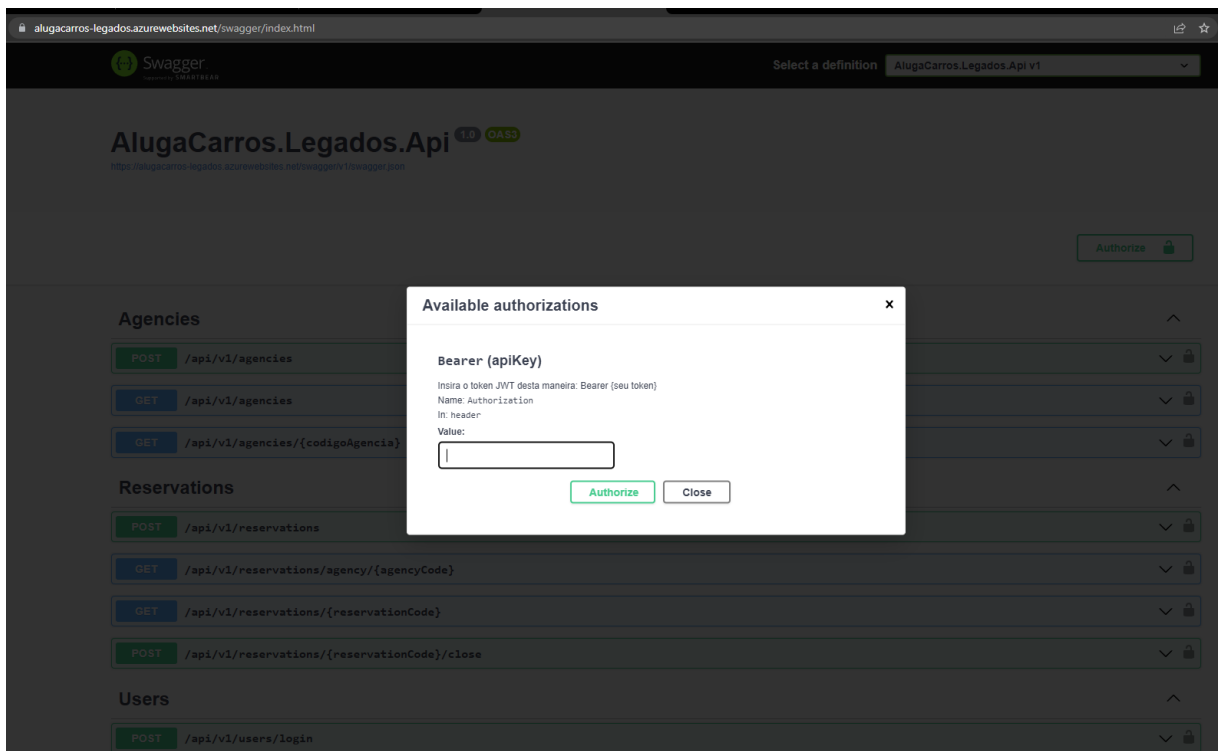 alugacarros-legados.azurewebsites.net/swagger/index.html
Swagger
Supported by SMARTBEAR
Select a definition
AlugaCarros.Legados.Api v1
AlugaCarros.Legados.Api 1.0 OAS3
https://alugacarros-legados.azurewebsites.net/swagger/v1/swagger.json
Authorize
Available authorizations
Bearer (apiKey)
Insira o token JWT desta maneira: Bearer {seu token}
Name: Authorization
In: header
Value:
Authorize
Close
Agencies
POST /api/v1/agencies
GET /api/v1/agencies
GET /api/v1/agencies/{codigoAgencia}
Reservations
POST /api/v1/reservations
GET /api/v1/reservations/agency/{agencyCode}
GET /api/v1/reservations/{reservationCode}
POST /api/v1/reservations/{reservationCode}/close
Users
POST /api/v1/users/login